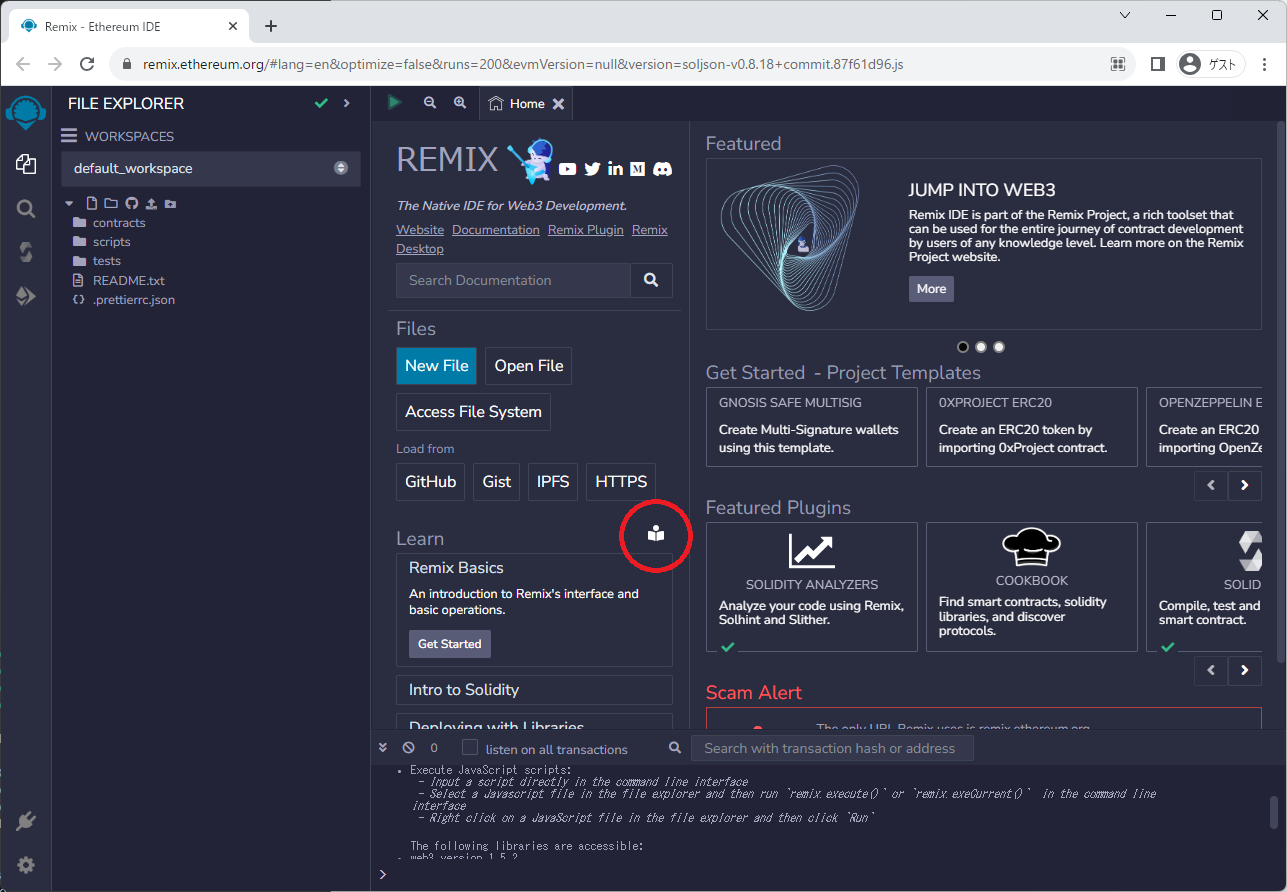 Remix - Ethereum IDE
remix.ethereum.org/#lang=en&optimize=false&runs=200&evmVersion=null&version=soljson-v0.8.18+commit.87f61d96.js
ゲスト
FILE EXPLORER
WORKSPACES
default_workspace
contracts
scripts
tests
README.txt
.prettierrc.json
Home
REMIX
The Native IDE for Web3 Development.
Website Documentation Remix Plugin Remix
Desktop
Search Documentation
Files
New File Open File
Access File System
Load from
GitHub Gist IPFS HTTPS
Learn
Remix Basics
An introduction to Remix's interface and
basic operations.
Get Started
Intro to Solidity
Deploying with Libraries
Featured
JUMP INTO WEB3
Remix IDE is part of the Remix Project, a rich toolset that
can be used for the entire journey of contract development
by users of any knowledge level. Learn more on the Remix
Project website.
More
Get Started - Project Templates
GNOSIS SAFE MULTISIG
Create Multi-Signature wallets
using this template.
0XPROJECT ERC20
Create an ERC20 token by
importing 0xProject contract.
OPENZEPPELIN E
Create an ERC20
importing OpenZe
Featured Plugins
SOLIDITY ANALYZERS
Analyze your code using Remix,
Solhint and Slither.
COOKBOOK
Find smart contracts, solidity
libraries, and discover
protocols.
SOLID
Compile, test and
smart contract.
Scam Alert
The only URL Remix uses is remix.ethereum.org
0 listen on all transactions
Search with transaction hash or address
• Execute JavaScript scripts:
- Input a script directly in the command line interface
- Select a Javascript file in the file explorer and then run `remix.execute()` or `remix.exeCurrent()` in the command line
interface
- Right click on a JavaScript file in the file explorer and then click `Run`
The following libraries are accessible:
• web3 version 1.5.2
>